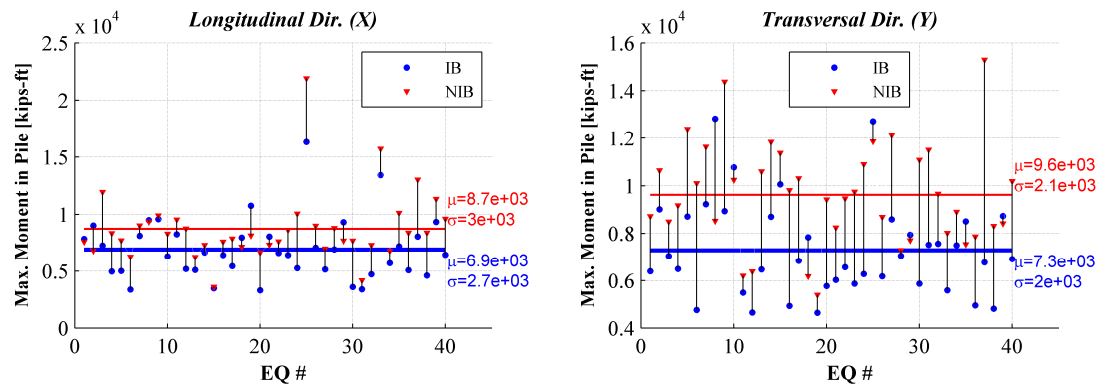 Longitudinal Dir. (X)
x 10^4
2.5
2
1.5
1
0.5
0
0
10
20
30
40
Max. Moment in Pile [kips-ft]
EQ #
IB
NIB
μ=8.7e+03
σ=3e+03
μ=6.9e+03
σ=2.7e+03
Transversal Dir. (Y)
x 10^4
1.6
1.4
1.2
1
0.8
0.6
0.4
0
10
20
30
40
Max. Moment in Pile [kips-ft]
EQ #
IB
NIB
μ=9.6e+03
σ=2.1e+03
μ=7.3e+03
σ=2e+03